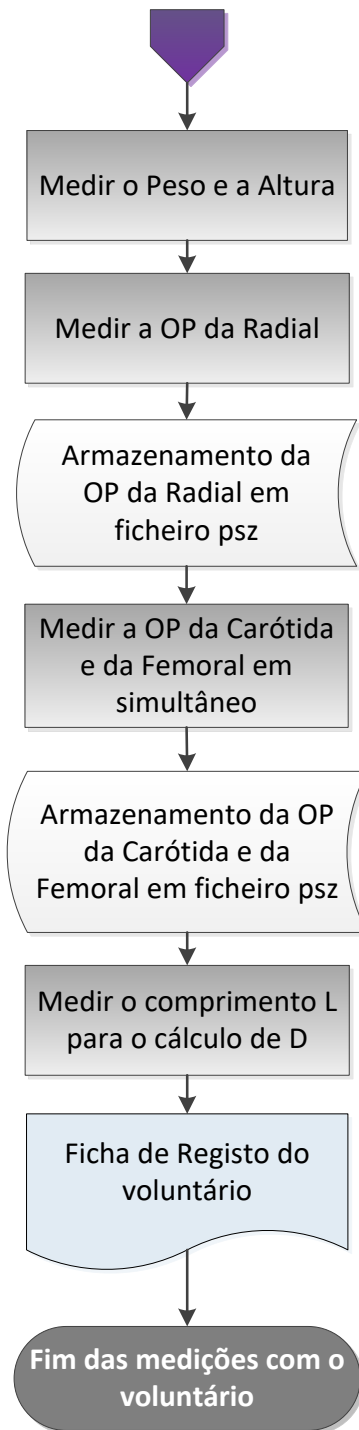 Medir o Peso e a Altura
Medir a OP da Radial
Armazenamento da
OP da Radial em
ficheiro psz
Medir a OP da Carótida
e da Femoral em
simultâneo
Armazenamento da OP
da Carótida e da
Femoral em ficheiro psz
Medir o comprimento L
para o cálculo de D
Ficha de Registo do
voluntário
Fim das medições com o
voluntário